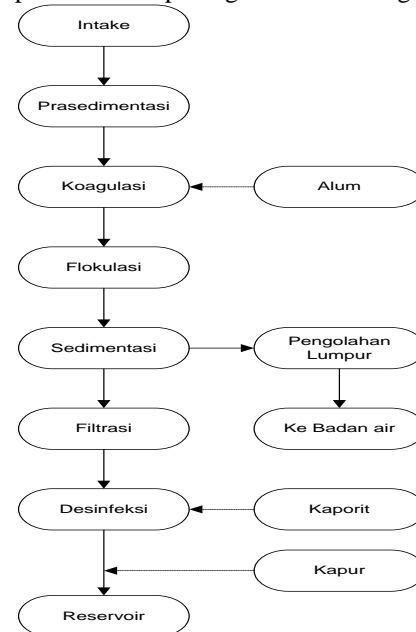 Intake
Prasedimentasi
Koagulasi
Alum
Flokulasi
Sedimentasi
Pengolahan
Lumpur
Filtrasi
Ke Badan air
Desinfeksi
Kaporit
Kapur
Reservoir